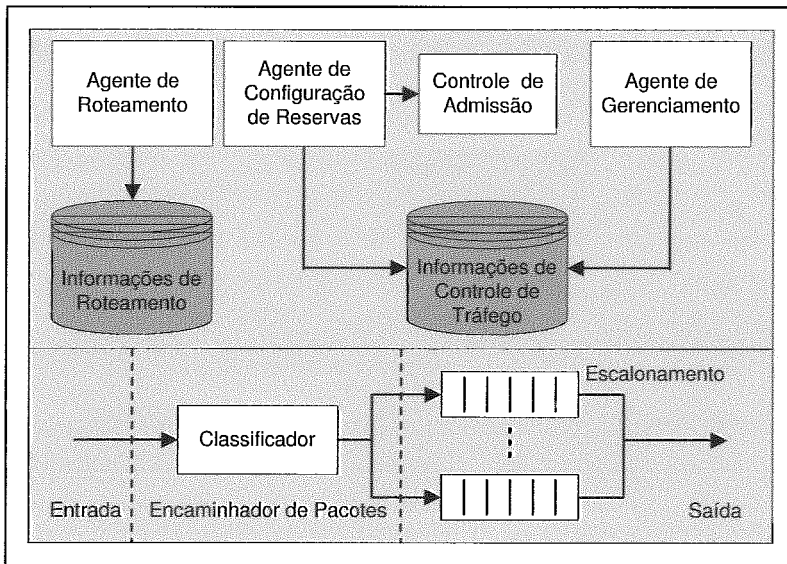 Agente de
Roteamento
Agente de
Configuração
de Reservas
Controle de
Admissão
Agente de
Gerenciamento
Informações de
Roteamento
Informações de
Controle de
Tráfego
Escalonamento
Classificador
Entrada
Encaminhador de Pacotes
Saída